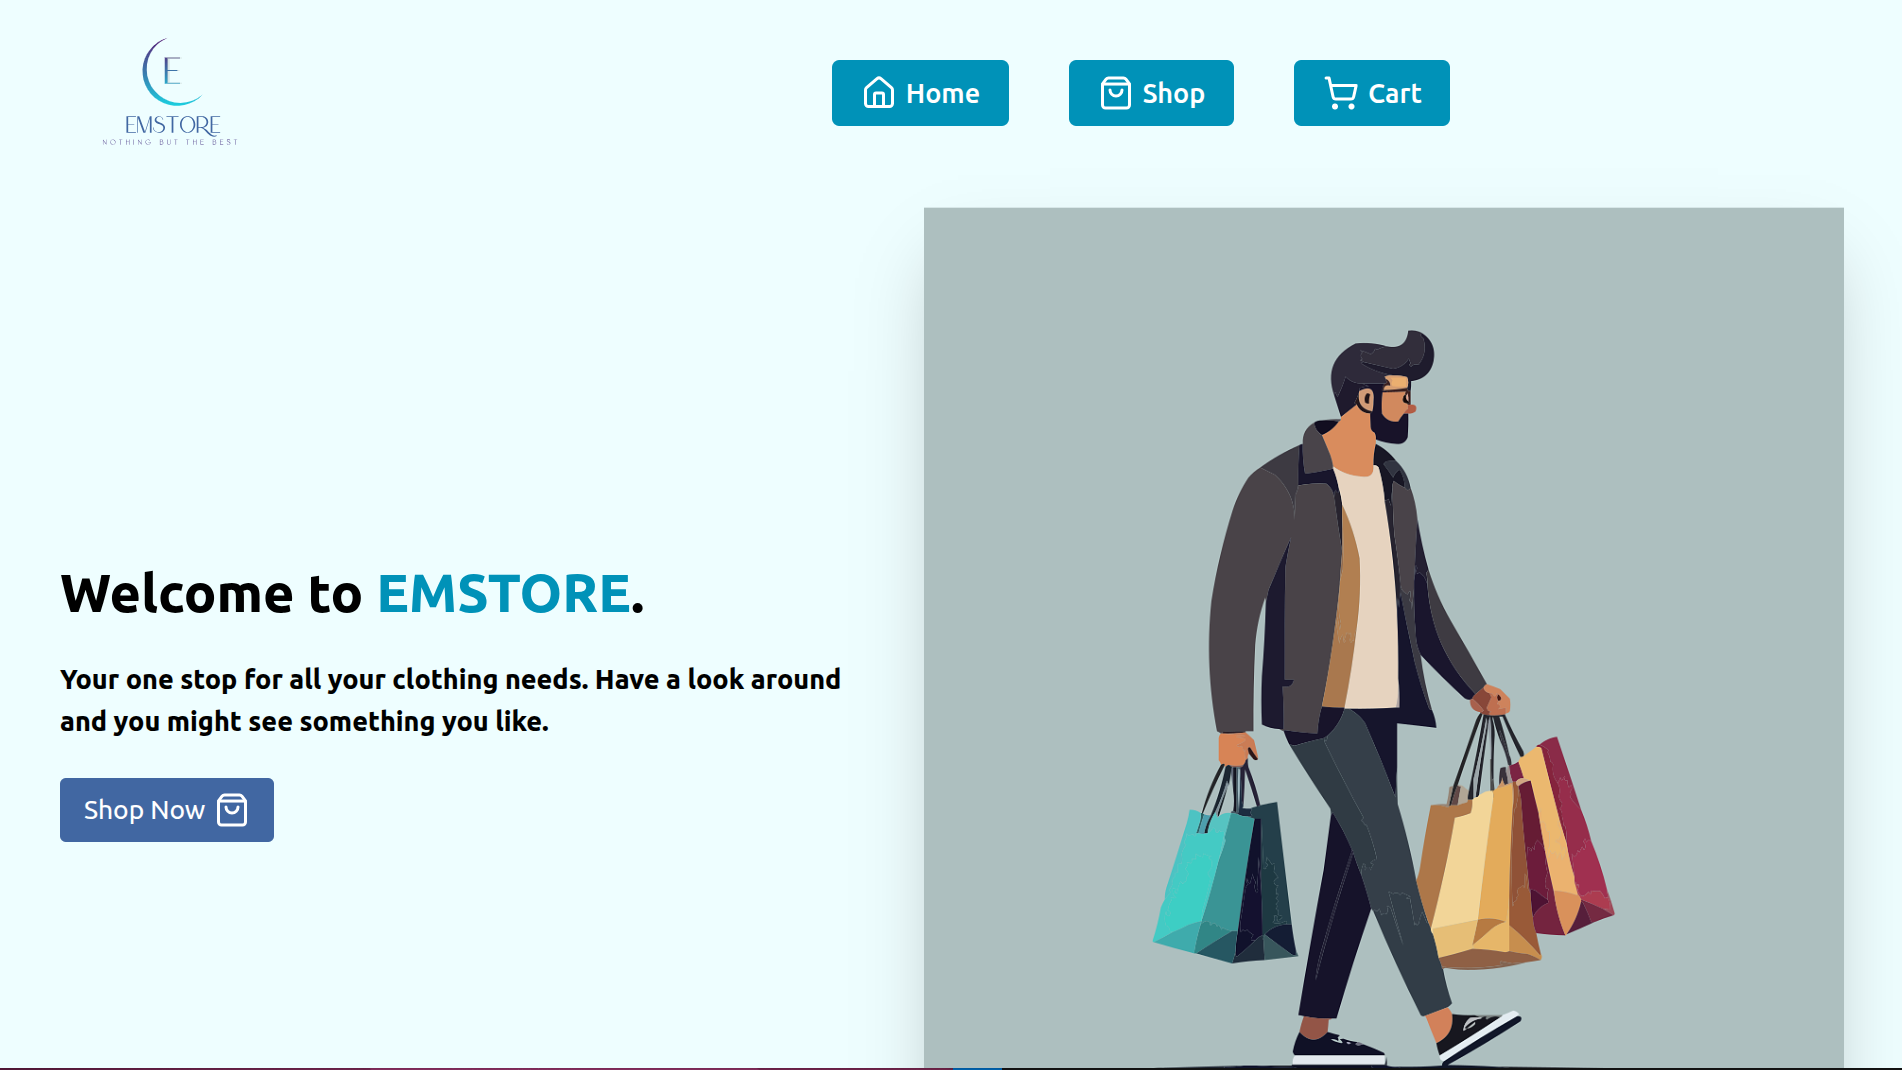 E
EMSTORE
NOTHING BUT THE BEST
Home
Shop
Cart
Welcome to EMSTORE.
Your one stop for all your clothing needs. Have a look around
and you might see something you like.
Shop Now